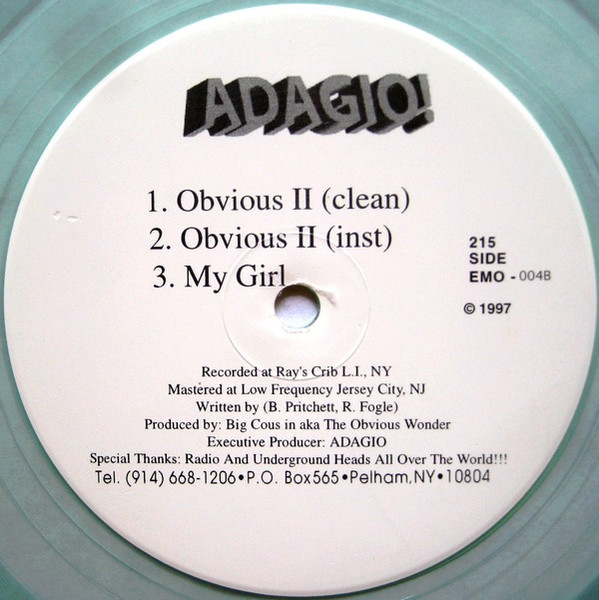 ADAGIO!
1. Obvious II (clean)
2. Obvious II (inst)
3. My Girl
215
SIDE
EMO - 004B
© 1997
Recorded at Ray's Crib L.I., NY
Mastered at Low Frequency Jersey City, NJ
Written by (B. Pritchett, R. Fogle)
Produced by: Big Cous in aka The Obvious Wonder
Executive Producer: ADAGIO
Special Thanks: Radio And Underground Heads All Over The World!!!
Tel. (914) 668-1206•P.O. Box565•Pelham,NY•10804